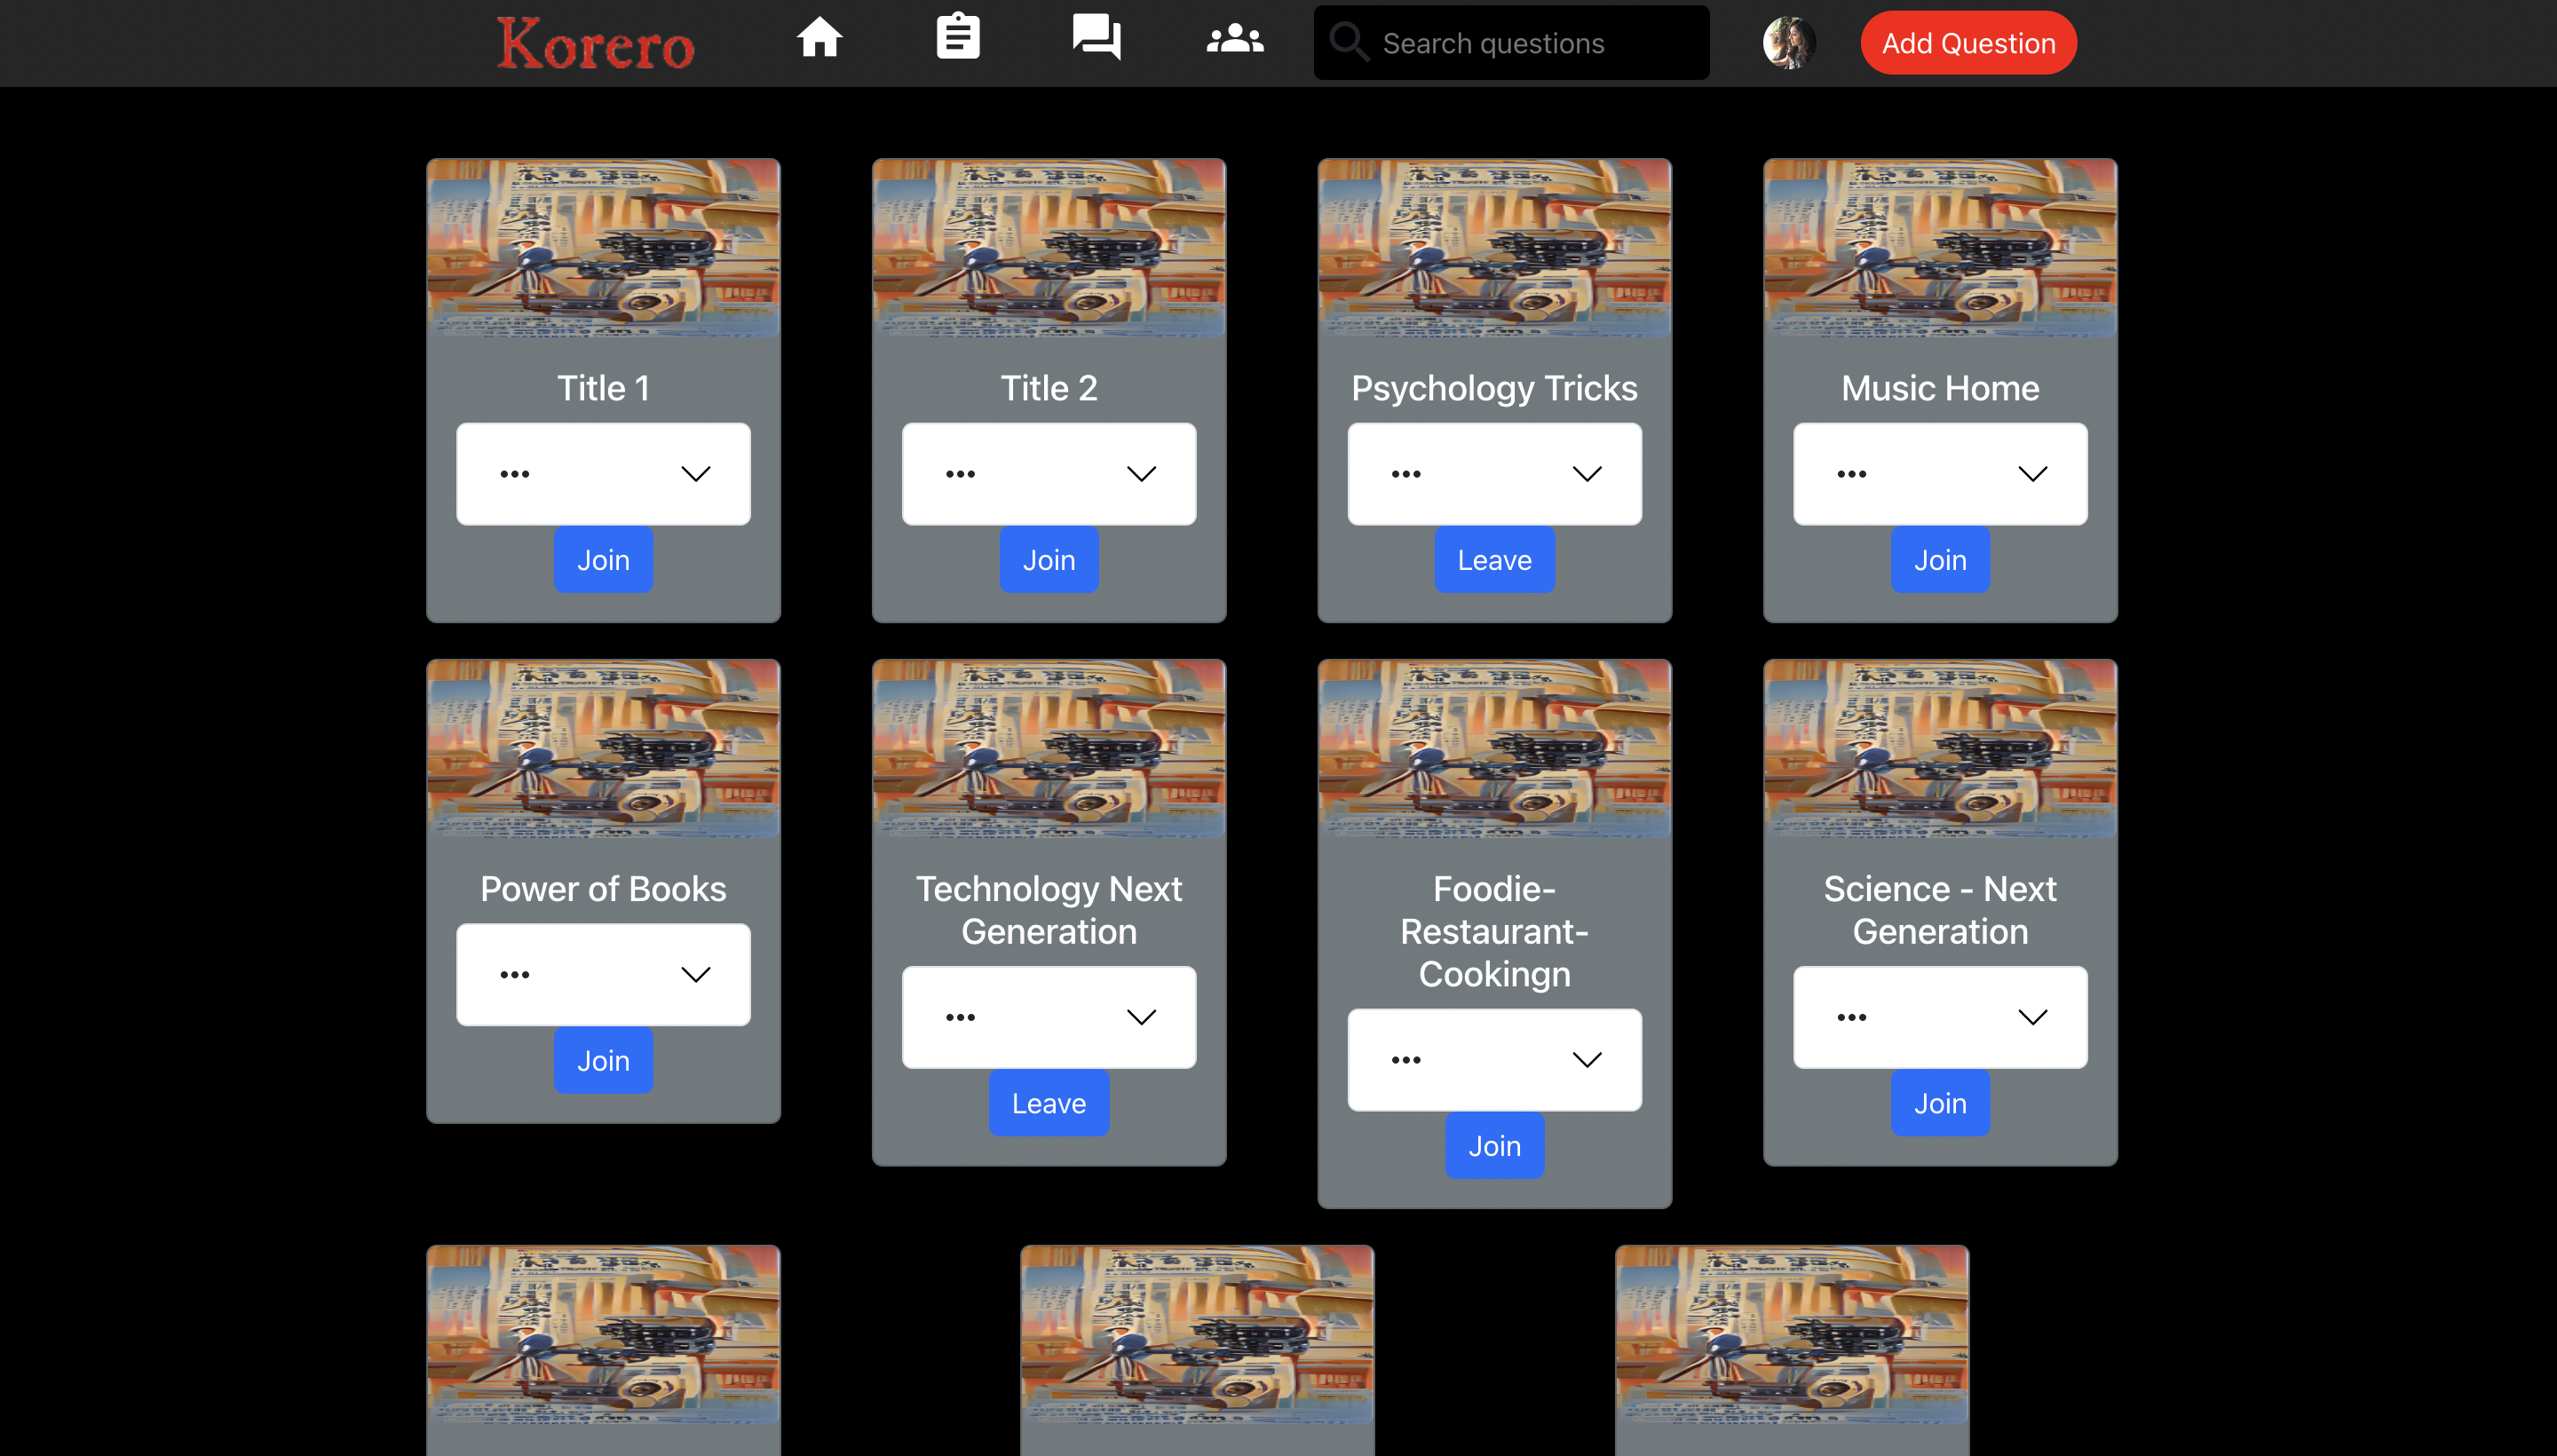 Korero
Search questions
Add Question
Title 1
Title 2
Psychology Tricks
Music Home
...
...
...
...
Join
Join
Leave
Join
Power of Books
Technology Next
Generation
Foodie-
Restaurant-
Cookingn
Science - Next
Generation
...
...
...
...
Join
Leave
Join
Join